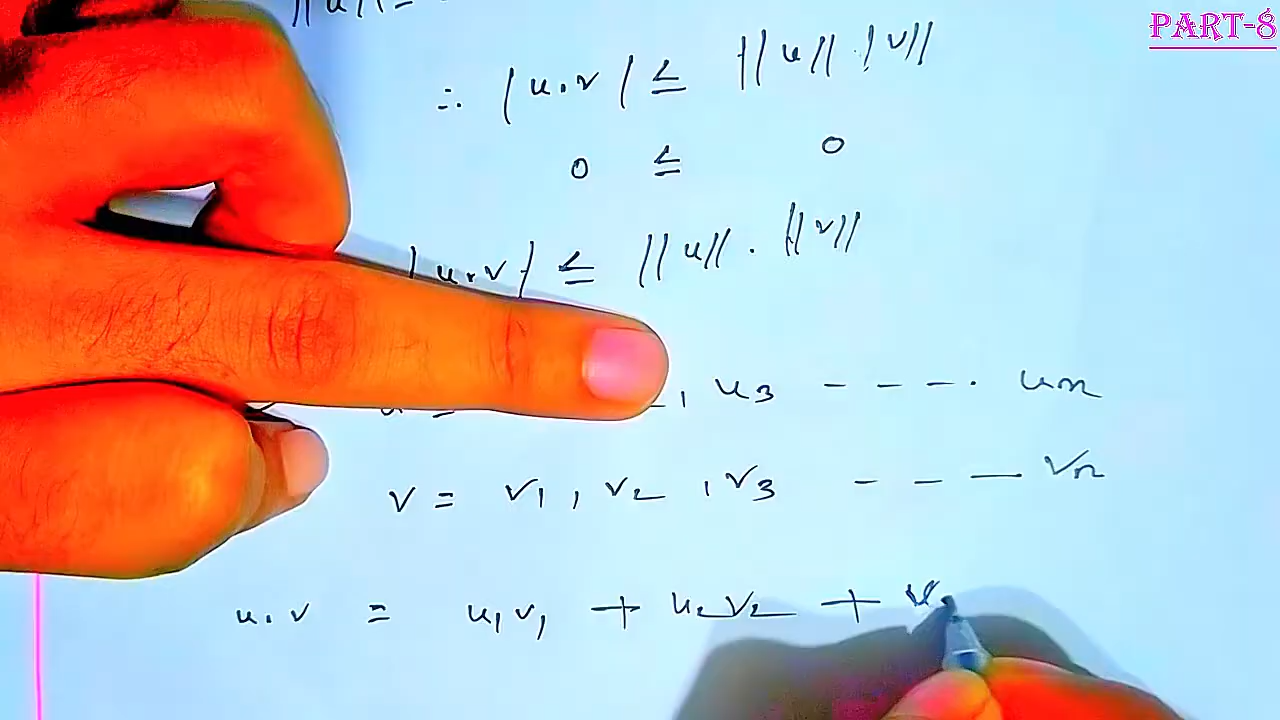 PART-8
||u|| =
∴ |u.v| ≤ ||u|| . |v||
0 ≤ 0
|u.v| ≤ ||u|| . ||v||
u = , u3 - - - - . un
v = v1, v2, v3 - - - vn
u.v = u1v1 + u2v2 +